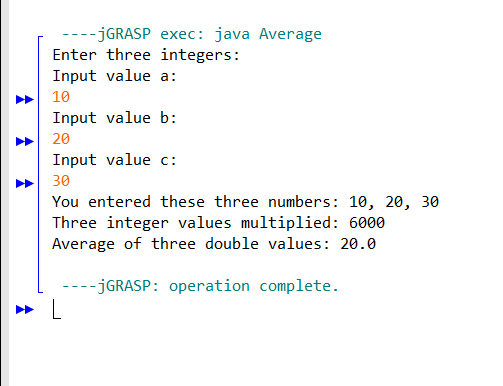 ----jGRASP exec: java Average
Enter three integers:
Input value a:
10
Input value b:
20
Input value c:
30
You entered these three numbers: 10, 20, 30
Three integer values multiplied: 6000
Average of three double values: 20.0
----jGRASP: operation complete.